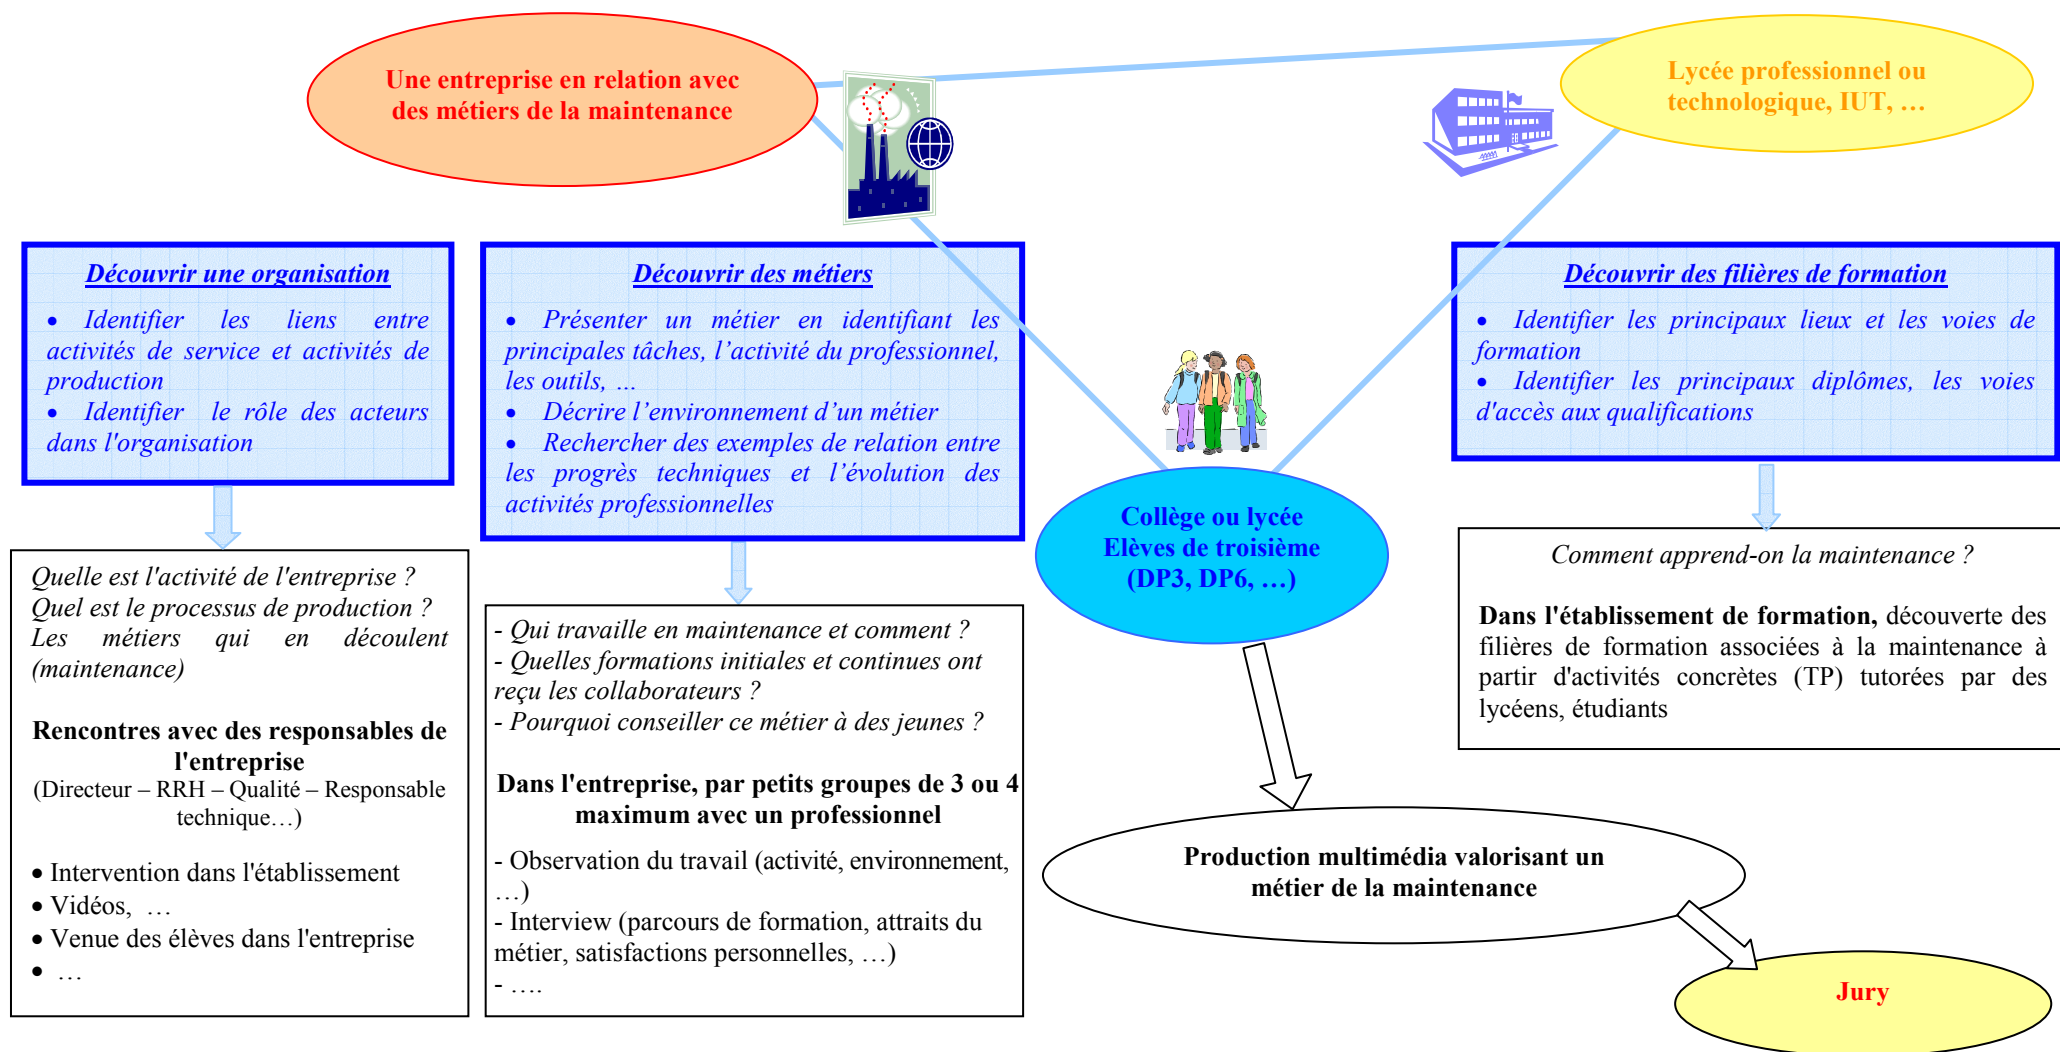 Une entreprise en relation avec
des métiers de la maintenance
Lycée professionnel ou
technologique, IUT, …
Découvrir une organisation
• Identifier les liens entre
activités de service et activités de
production
• Identifier le rôle des acteurs
dans l'organisation
Découvrir des métiers
• Présenter un métier en identifiant les
principales tâches, l’activité du professionnel,
les outils, …
• Décrire l’environnement d’un métier
• Rechercher des exemples de relation entre
les progrès techniques et l’évolution des
activités professionnelles
Découvrir des filières de formation
• Identifier les principaux lieux et les voies de
formation
• Identifier les principaux diplômes, les voies
d'accès aux qualifications
Collège ou lycée
Elèves de troisième
(DP3, DP6, …)
Quelle est l'activité de l'entreprise ?
Quel est le processus de production ?
Les métiers qui en découlent
(maintenance)
Rencontres avec des responsables de
l'entreprise
(Directeur – RRH – Qualité – Responsable
technique…)
• Intervention dans l'établissement
• Vidéos, …
• Venue des élèves dans l'entreprise
• …
- Qui travaille en maintenance et comment ?
- Quelles formations initiales et continues ont
reçu les collaborateurs ?
- Pourquoi conseiller ce métier à des jeunes ?
Dans l'entreprise, par petits groupes de 3 ou 4
maximum avec un professionnel
- Observation du travail (activité, environnement,
…)
- Interview (parcours de formation, attraits du
métier, satisfactions personnelles, …)
- ….
Comment apprend-on la maintenance ?
Dans l'établissement de formation, découverte des
filières de formation associées à la maintenance à
partir d'activités concrètes (TP) tutorées par des
lycéens, étudiants
Production multimédia valorisant un
métier de la maintenance
Jury